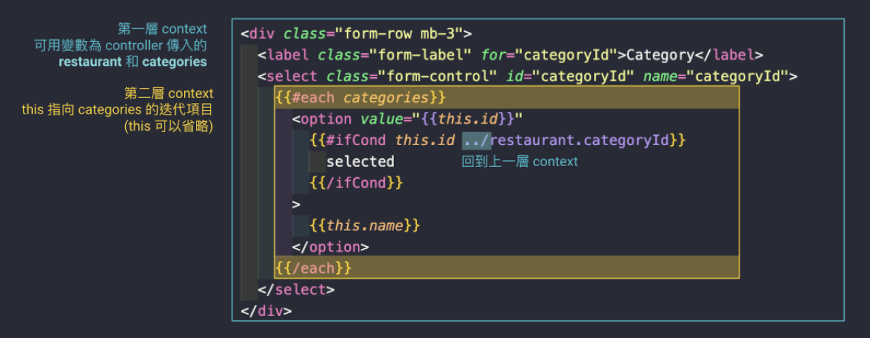 第一層 context
可用變數為 controller 傳入的
restaurant 和 categories
第二層 context
this 指向 categories 的迭代項目
(this 可以省略)
<div class="form-row mb-3">
<label class="form-label" for="categoryId">Category</label>
<select class="form-control" id="categoryId" name="categoryId">
{{#each categories}}
<option value="{{this.id}}"
{{#ifCond this.id ../restaurant.categoryId}}
selected 回到上一層 context
{{/ifCond}}
>
{{this.name}}
</option>
{{/each}}
</select>
</div>